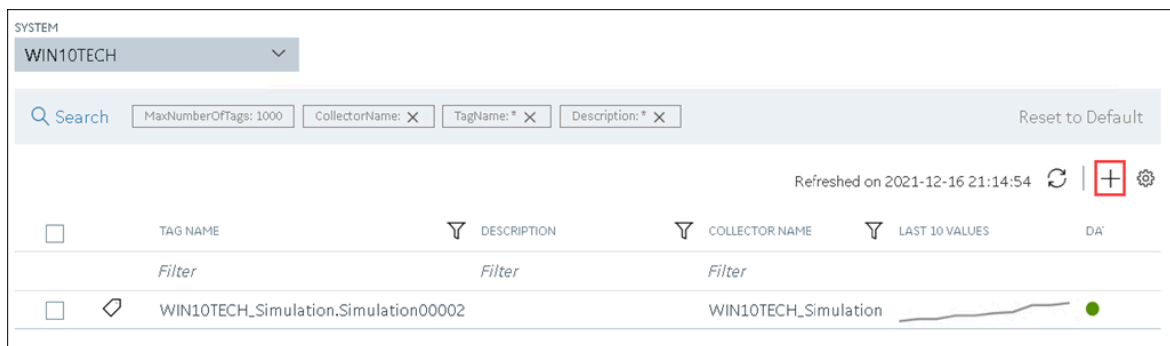 SYSTEM
WIN10TECH
Search MaxNumberOfTags: 1000 CollectorName: TagName: * Description: * Reset to Default
Refreshed on 2021-12-16 21:14:54
TAG NAME DESCRIPTION COLLECTOR NAME LAST 10 VALUES DA
Filter Filter Filter
WIN10TECH_Simulation.Simulation00002 WIN10TECH_Simulation